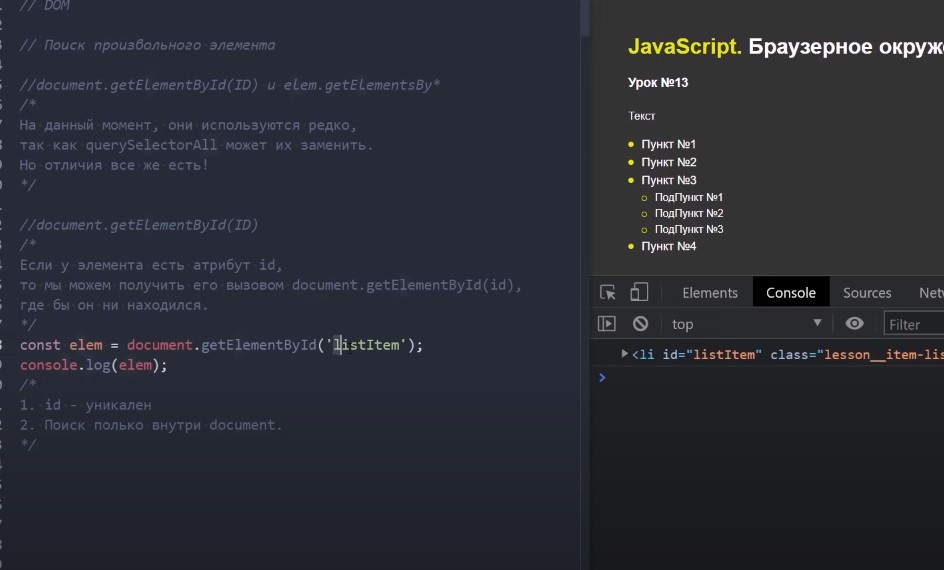 // DOM
// Поиск произвольного элемента
//document.getElementById(ID) и elem.getElementsBy*
/*
На данный момент, они используются редко,
так как querySelectorAll может их заменить.
Но отличия все же есть!
*/
//document.getElementById(ID)
/*
Если у элемента есть атрибут id,
то мы можем получить его вызовом document.getElementById(id),
где бы он ни находился.
*/
const elem = document.getElementById('listItem');
console.log(elem);
/*
1. id - уникален
2. Поиск полько внутри document.
*/
JavaScript. Браузерное окруж
Урок №13
Текст
Пункт №1
Пункт №2
Пункт №3
ПодПункт №1
ПодПункт №2
ПодПункт №3
Пункт №4
Elements Console Sources Net
top Filter
<li id="listItem" class="lesson__item-lis